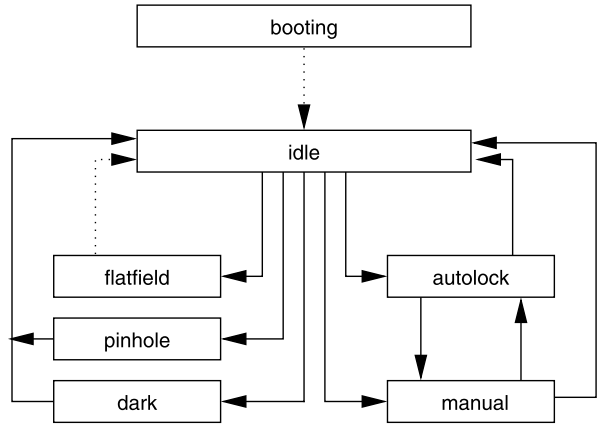 booting
idle
flatfield
autolock
pinhole
dark
manual